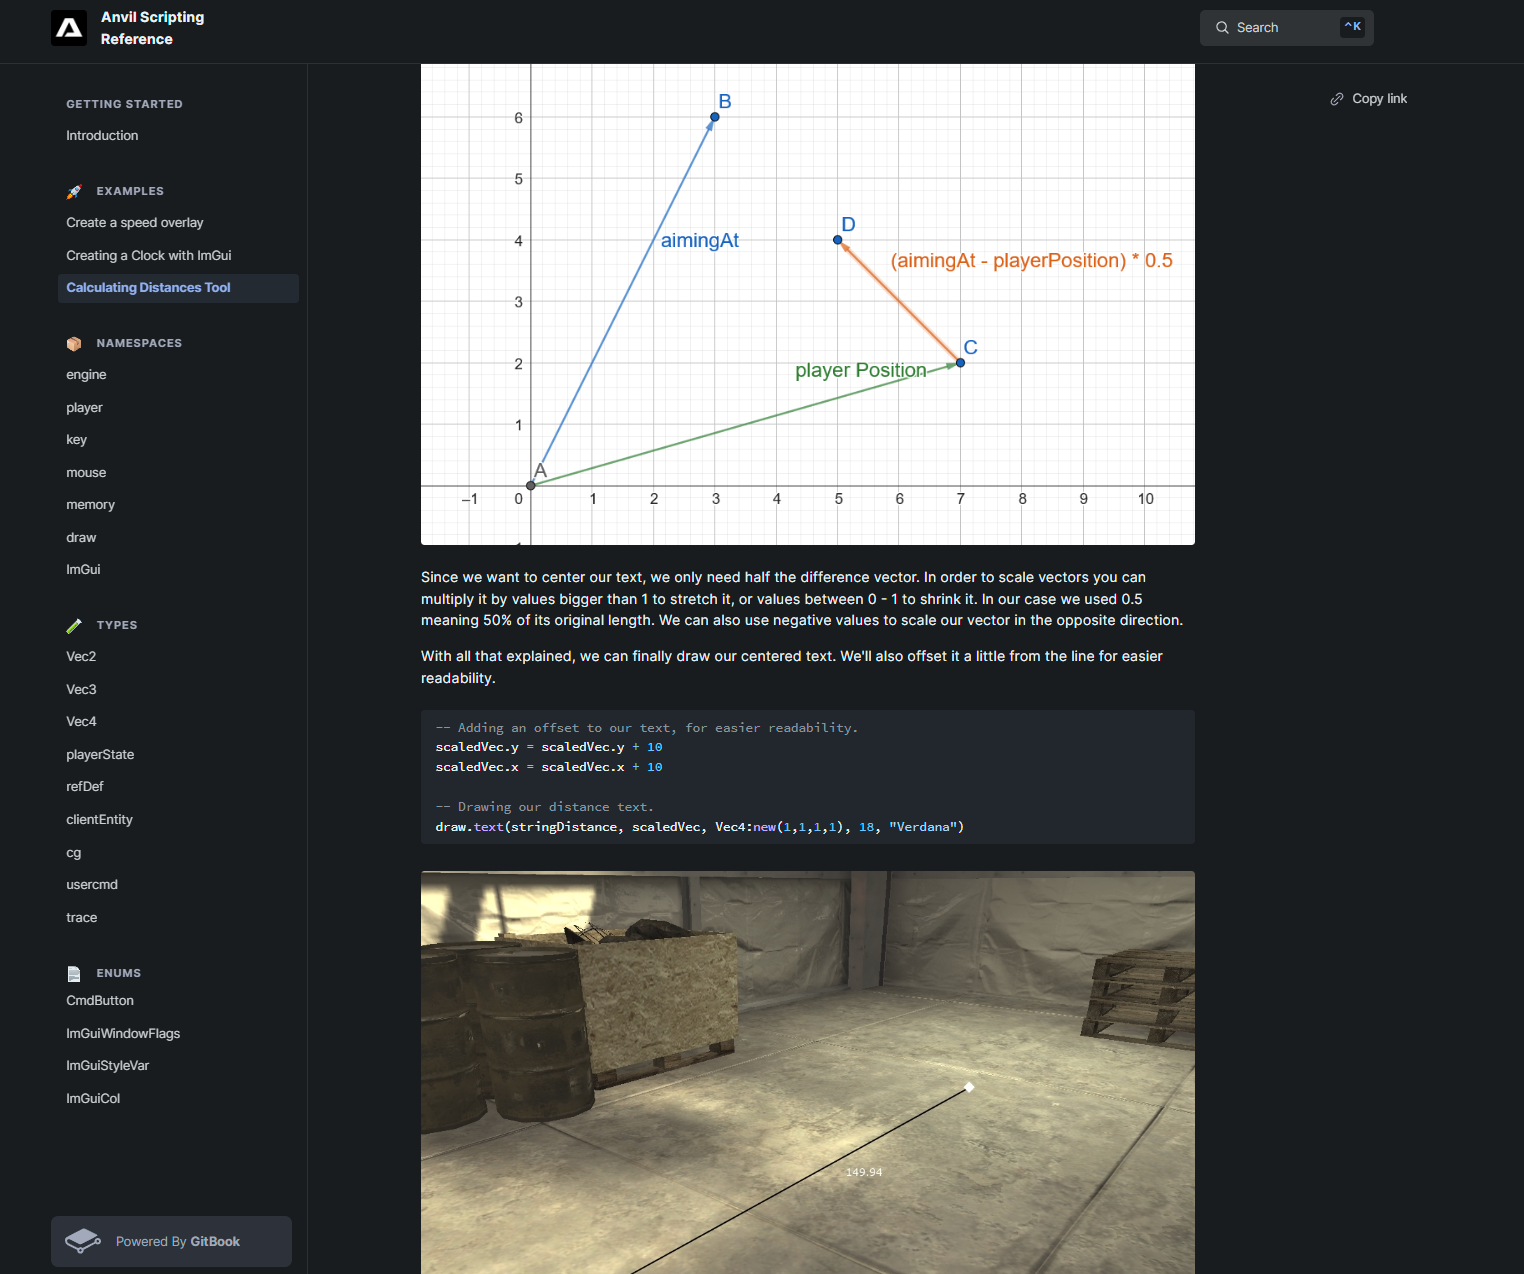 Anvil Scripting
Reference
Search
^K
GETTING STARTED
Introduction
EXAMPLES
Create a speed overlay
Creating a Clock with ImGui
Calculating Distances Tool
NAMESPACES
engine
player
key
mouse
memory
draw
ImGui
TYPES
Vec2
Vec3
Vec4
playerState
refDef
clientEntity
cg
usercmd
trace
ENUMS
CmdButton
ImGuiWindowFlags
ImGuiStyleVar
ImGuiCol
Powered By GitBook
Copy link
B
6
5
D
aimingAt
4
(aimingAt - playerPosition) * 0.5
3
C
2
player Position
1
A
–1 0 1 2 3 4 5 6 7 8 9 10
Since we want to center our text, we only need half the difference vector. In order to scale vectors you can
multiply it by values bigger than 1 to stretch it, or values between 0 - 1 to shrink it. In our case we used 0.5
meaning 50% of its original length. We can also use negative values to scale our vector in the opposite direction.
With all that explained, we can finally draw our centered text. We'll also offset it a little from the line for easier
readability.
-- Adding an offset to our text, for easier readability.
scaledVec.y = scaledVec.y + 10
scaledVec.x = scaledVec.x + 10
-- Drawing our distance text.
draw.text(stringDistance, scaledVec, Vec4:new(1,1,1,1), 18, "Verdana")
149.94